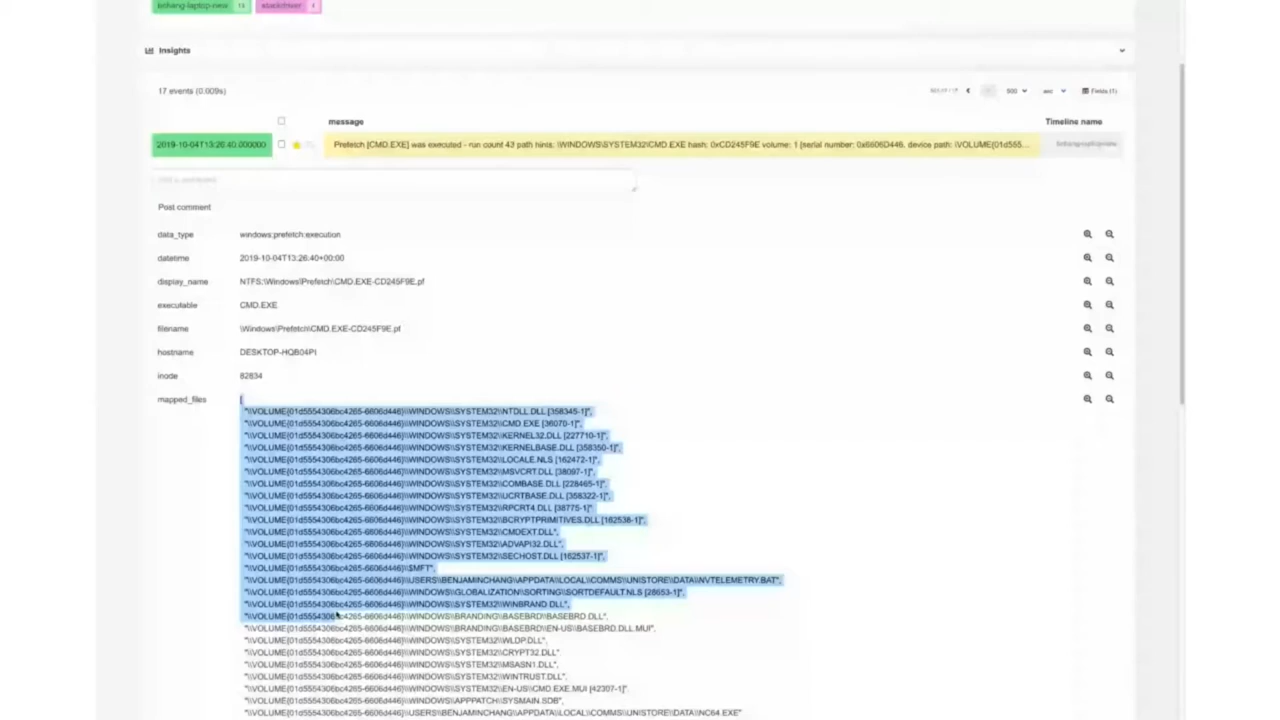 bchang-laptop-new 13 stackdriver 4
Insights
17 events (0.009s) 500 asc Fields (1)
message Timeline name
2019-10-04T13:26:40.000000 Prefetch [CMD.EXE] was executed - run count 43 path hints: \WINDOWS\SYSTEM32\CMD.EXE hash: 0xCD245F9E volume: 1 [serial number: 0x6606D446, device path: \VOLUME{01d555...
Post comment
data_type windows:prefetch:execution
datetime 2019-10-04T13:26:40+00:00
display_name NTFS:\Windows\Prefetch\CMD.EXE-CD245F9E.pf
executable CMD.EXE
filename \Windows\Prefetch\CMD.EXE-CD245F9E.pf
hostname DESKTOP-HQB04PI
inode 82834
mapped_files [
"\\VOLUME{01d5554306bc4265-6606d446}\\WINDOWS\\SYSTEM32\\NTDLL.DLL [358345-1]",
"\\VOLUME{01d5554306bc4265-6606d446}\\WINDOWS\\SYSTEM32\\CMD.EXE [36070-1]",
"\\VOLUME{01d5554306bc4265-6606d446}\\WINDOWS\\SYSTEM32\\KERNEL32.DLL [227710-1]",
"\\VOLUME{01d5554306bc4265-6606d446}\\WINDOWS\\SYSTEM32\\KERNELBASE.DLL [358350-1]",
"\\VOLUME{01d5554306bc4265-6606d446}\\WINDOWS\\SYSTEM32\\LOCALE.NLS [162472-1]",
"\\VOLUME{01d5554306bc4265-6606d446}\\WINDOWS\\SYSTEM32\\MSVCRT.DLL [38097-1]",
"\\VOLUME{01d5554306bc4265-6606d446}\\WINDOWS\\SYSTEM32\\COMBASE.DLL [228465-1]",
"\\VOLUME{01d5554306bc4265-6606d446}\\WINDOWS\\SYSTEM32\\UCRTBASE.DLL [358322-1]",
"\\VOLUME{01d5554306bc4265-6606d446}\\WINDOWS\\SYSTEM32\\RPCRT4.DLL [38775-1]"
"\\VOLUME{01d5554306bc4265-6606d446}\\WINDOWS\\SYSTEM32\\BCRYPTPRIMITIVES.DLL [162538-1]",
"\\VOLUME{01d5554306bc4265-6606d446}\\WINDOWS\\SYSTEM32\\CMDEXT.DLL",
"\\VOLUME{01d5554306bc4265-6606d446}\\WINDOWS\\SYSTEM32\\ADVAPI32.DLL",
"\\VOLUME{01d5554306bc4265-6606d446}\\WINDOWS\\SYSTEM32\\SECHOST.DLL [162537-1]",
"\\VOLUME{01d5554306bc4265-6606d446}\\$MFT",
"\\VOLUME{01d5554306bc4265-6606d446}\\USERS\\BENJAMINCHANG\\APPDATA\\LOCAL\\COMMS\\UNISTORE\\DATA\\NVTELEMETRY.BAT",
"\\VOLUME{01d5554306bc4265-6606d446}\\WINDOWS\\GLOBALIZATION\\SORTING\\SORTDEFAULT.NLS [28653-1]",
"\\VOLUME{01d5554306bc4265-6606d446}\\WINDOWS\\SYSTEM32\\WINBRAND.DLL",
"\\VOLUME{01d5554306bc4265-6606d446}\\WINDOWS\\BRANDING\\BASEBRD\\BASEBRD.DLL",
"\\VOLUME{01d5554306bc4265-6606d446}\\WINDOWS\\BRANDING\\BASEBRD\\EN-US\\BASEBRD.DLL.MUI",
"\\VOLUME{01d5554306bc4265-6606d446}\\WINDOWS\\SYSTEM32\\WLDP.DLL",
"\\VOLUME{01d5554306bc4265-6606d446}\\WINDOWS\\SYSTEM32\\CRYPT32.DLL"
"\\VOLUME{01d5554306bc4265-6606d446}\\WINDOWS\\SYSTEM32\\MSASN1.DLL",
"\\VOLUME{01d5554306bc4265-6606d446}\\WINDOWS\\SYSTEM32\\WINTRUST.DLL",
"\\VOLUME{01d5554306bc4265-6606d446}\\WINDOWS\\SYSTEM32\\EN-US\\CMD.EXE.MUI [42307-1]",
"\\VOLUME{01d5554306bc4265-6606d446}\\WINDOWS\\APPPATCH\\SYSMAIN.SDB",
"\\VOLUME{01d5554306bc4265-6606d446}\\USERS\\BENJAMINCHANG\\APPDATA\\LOCAL\\COMMS\\UNISTORE\\DATA\\NC64.EXE"